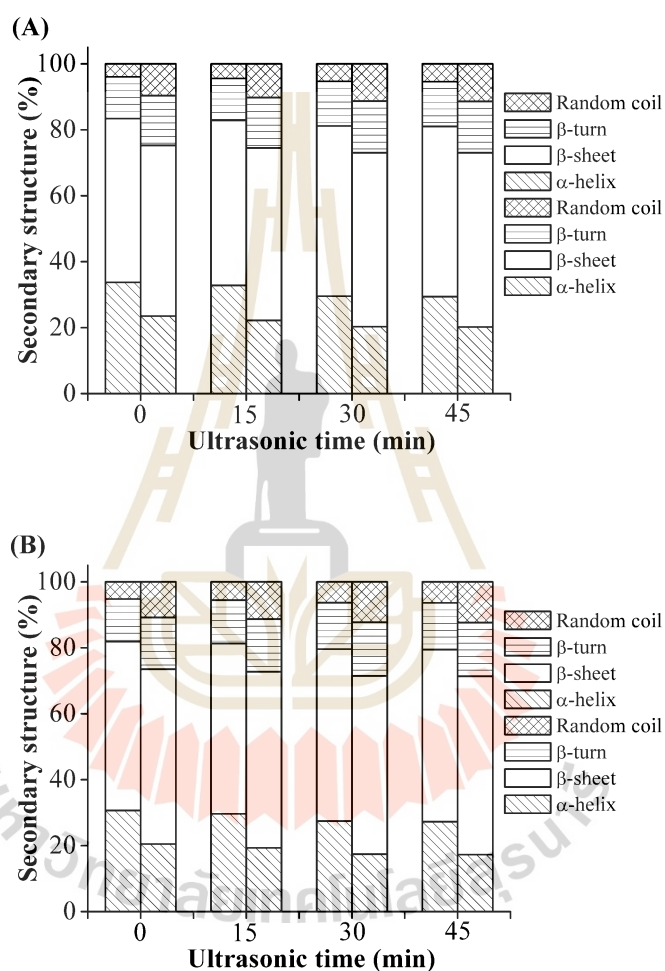 (A)
100
80
60
40
20
0
Secondary structure (%)
0 15 30 45
Ultrasonic time (min)
Random coil
β-turn
β-sheet
α-helix
Random coil
β-turn
β-sheet
α-helix
(B)
100
80
60
40
20
0
Secondary structure (%)
0 15 30 45
Ultrasonic time (min)
Random coil
β-turn
β-sheet
α-helix
Random coil
β-turn
β-sheet
α-helix